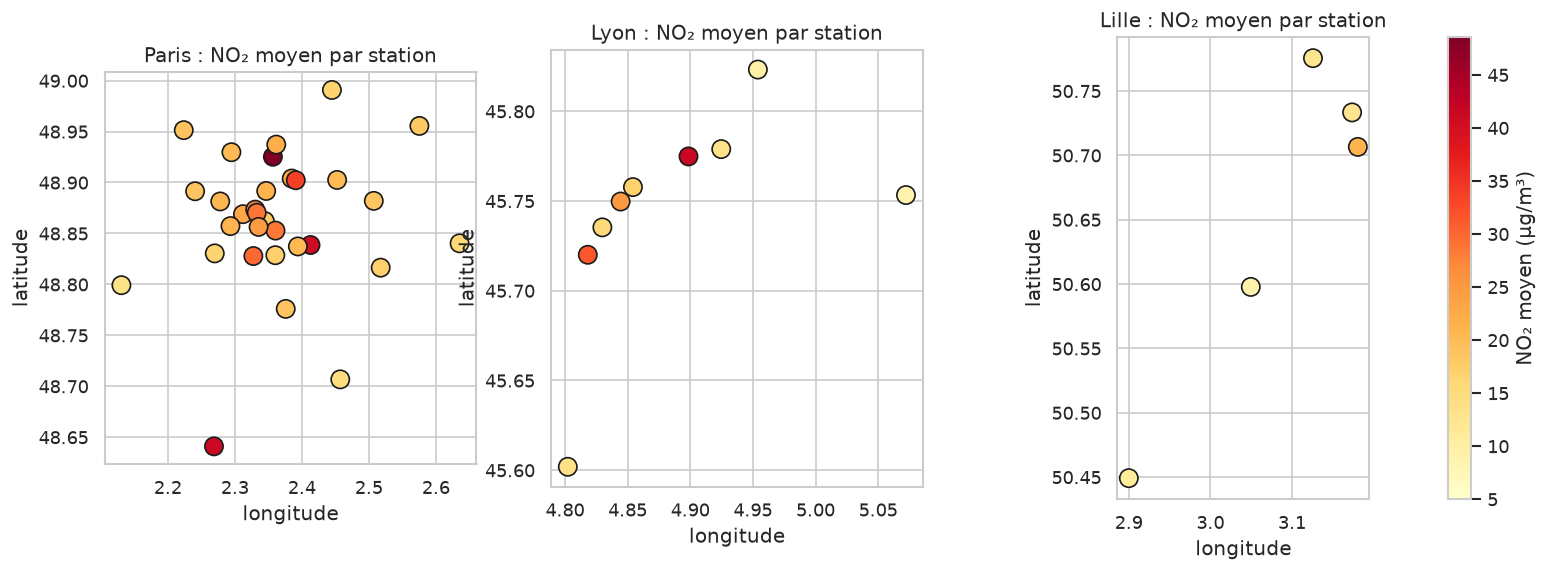 Paris : NO₂ moyen par station
49.00
48.95
48.90
48.85
48.80
48.75
48.70
48.65
latitude
2.2 2.3 2.4 2.5 2.6
longitude
Lyon : NO₂ moyen par station
45.80
45.75
45.70
45.65
45.60
latitude
4.80 4.85 4.90 4.95 5.00 5.05
longitude
Lille : NO₂ moyen par station
50.75
50.70
50.65
50.60
50.55
50.50
50.45
latitude
2.9 3.0 3.1
longitude
45
40
35
30
25
20
15
10
5
NO₂ moyen (µg/m³)